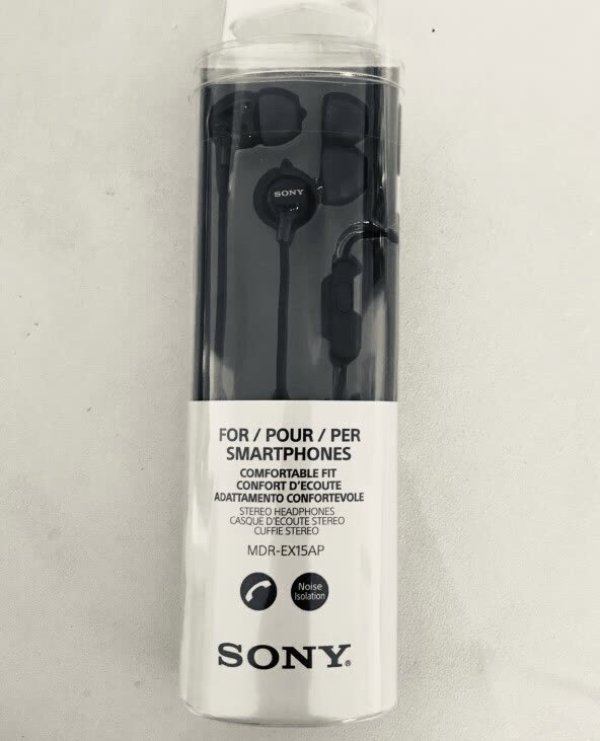 SONY
FOR / POUR / PER
SMARTPHONES
COMFORTABLE FIT
CONFORT D'ECOUTE
ADATTAMENTO CONFORTEVOLE
STEREO HEADPHONES
CASQUE D'ECOUTE STEREO
CUFFIE STEREO
MDR-EX15AP
Noise
Isolation
SONY®